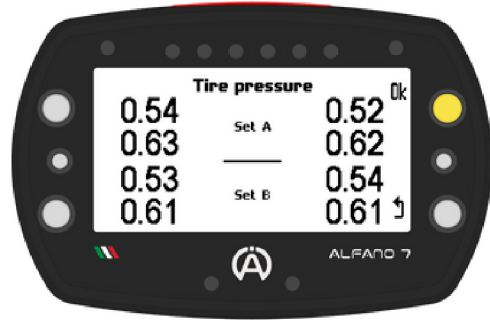 Tire pressure
Ok
0.54 Set A 0.52
0.63 0.62
0.53 Set B 0.54
0.61 0.61
ALFANO 7